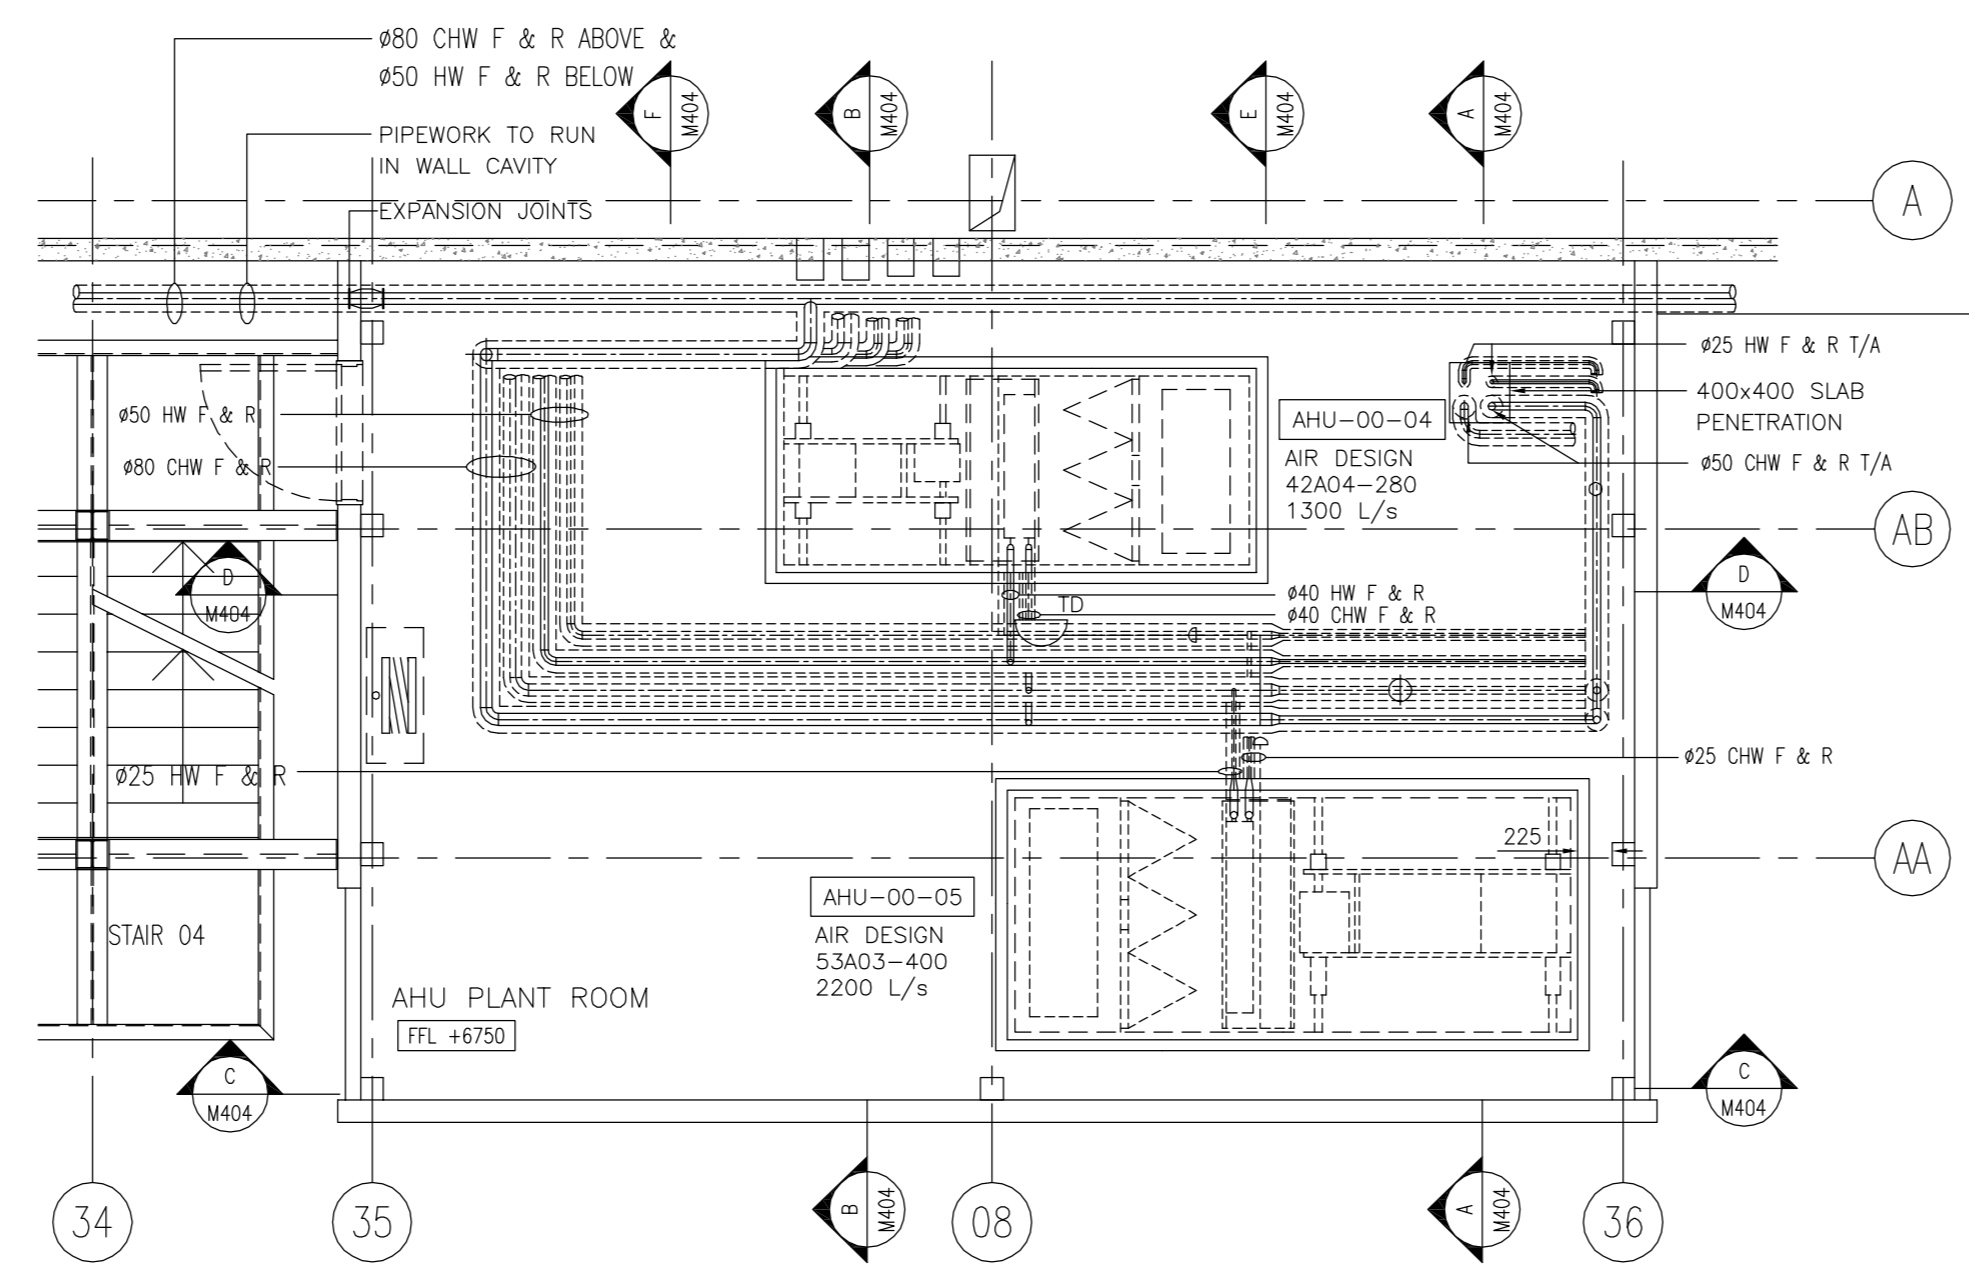 ø80 CHW F & R ABOVE &
ø50 HW F & R BELOW
PIPEWORK TO RUN
IN WALL CAVITY
EXPANSION JOINTS
F
M404
B
M404
E
M404
A
M404
A
ø25 HW F & R T/A
400x400 SLAB
PENETRATION
ø50 CHW F & R T/A
ø50 HW F & R
ø80 CHW F & R
AHU-00-04
AIR DESIGN
42A04-280
1300 L/s
AB
D
M404
D
M404
ø40 HW F & R
ø40 CHW F & R
TD
ø25 HW F & R
ø25 CHW F & R
225
AA
AHU-00-05
AIR DESIGN
53A03-400
2200 L/s
STAIR 04
AHU PLANT ROOM
FFL +6750
C
M404
C
M404
B
M404
A
M404
34
35
08
36